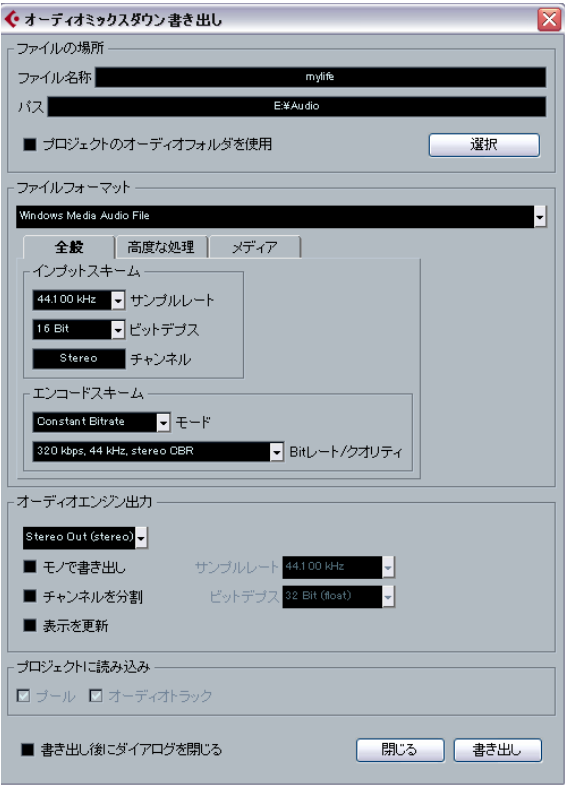 オーディオミックスダウン 書き出し
ファイルの場所
ファイル名称 mylife
パス E:¥Audio
プロジェクトのオーディオフォルダを使用 選択
ファイルフォーマット
Windows Media Audio File
全般 高度な処理 メディア
インプットスキーム
44.100 kHz サンプルレート
16 Bit ビットデプス
Stereo チャンネル
エンコードスキーム
Constant Bitrate モード
320 kbps, 44 kHz, stereo CBR Bitレート/クオリティ
オーディオエンジン出力
Stereo Out (stereo)
モノで書き出し サンプルレート 44.100 kHz
チャンネルを分割 ビットデプス 32 Bit (float)
表示を更新
プロジェクトに読み込み
プール オーディオトラック
書き出し後にダイアログを閉じる 閉じる 書き出し